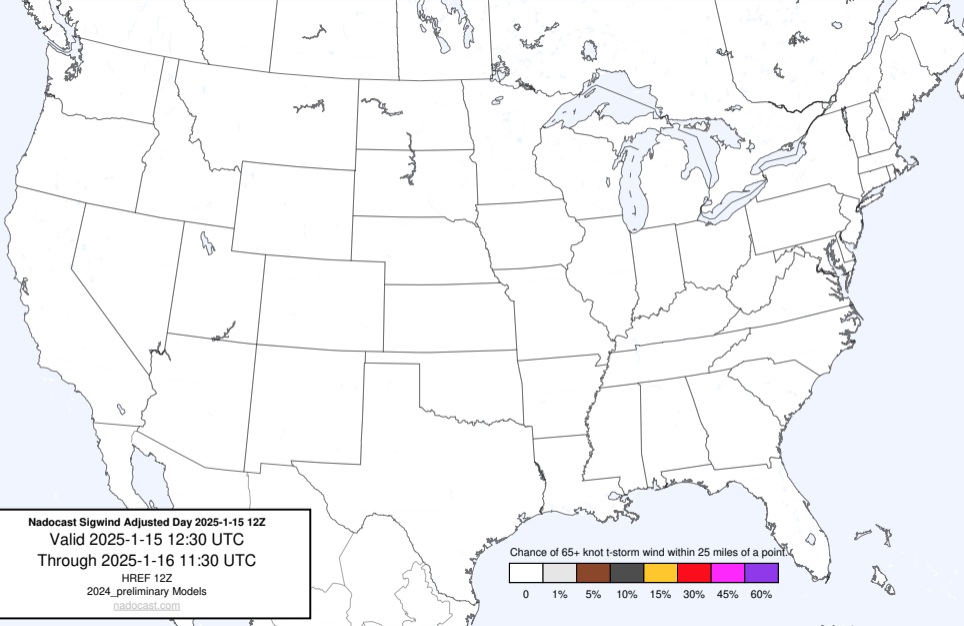 Nadocast Sigwind Adjusted Day 2025-1-15 12Z
Valid 2025-1-15 12:30 UTC
Through 2025-1-16 11:30 UTC
HREF 12Z
2024_preliminary Models
nadocast.com
Chance of 65+ knot t-storm wind within 25 miles of a point.
0 1% 5% 10% 15% 30% 45% 60%